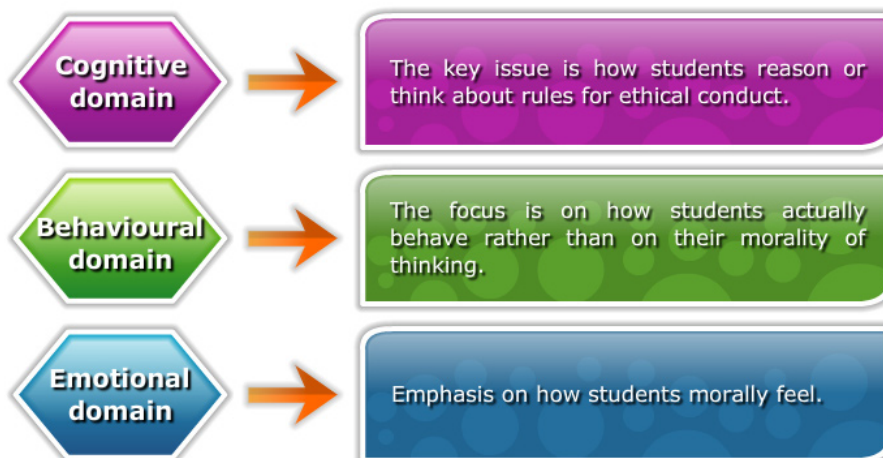 Cognitive
domain
The key issue is how students reason or
think about rules for ethical conduct.
Behavioural
domain
The focus is on how students actually
behave rather than on their morality of
thinking.
Emotional
domain
Emphasis on how students morally feel.